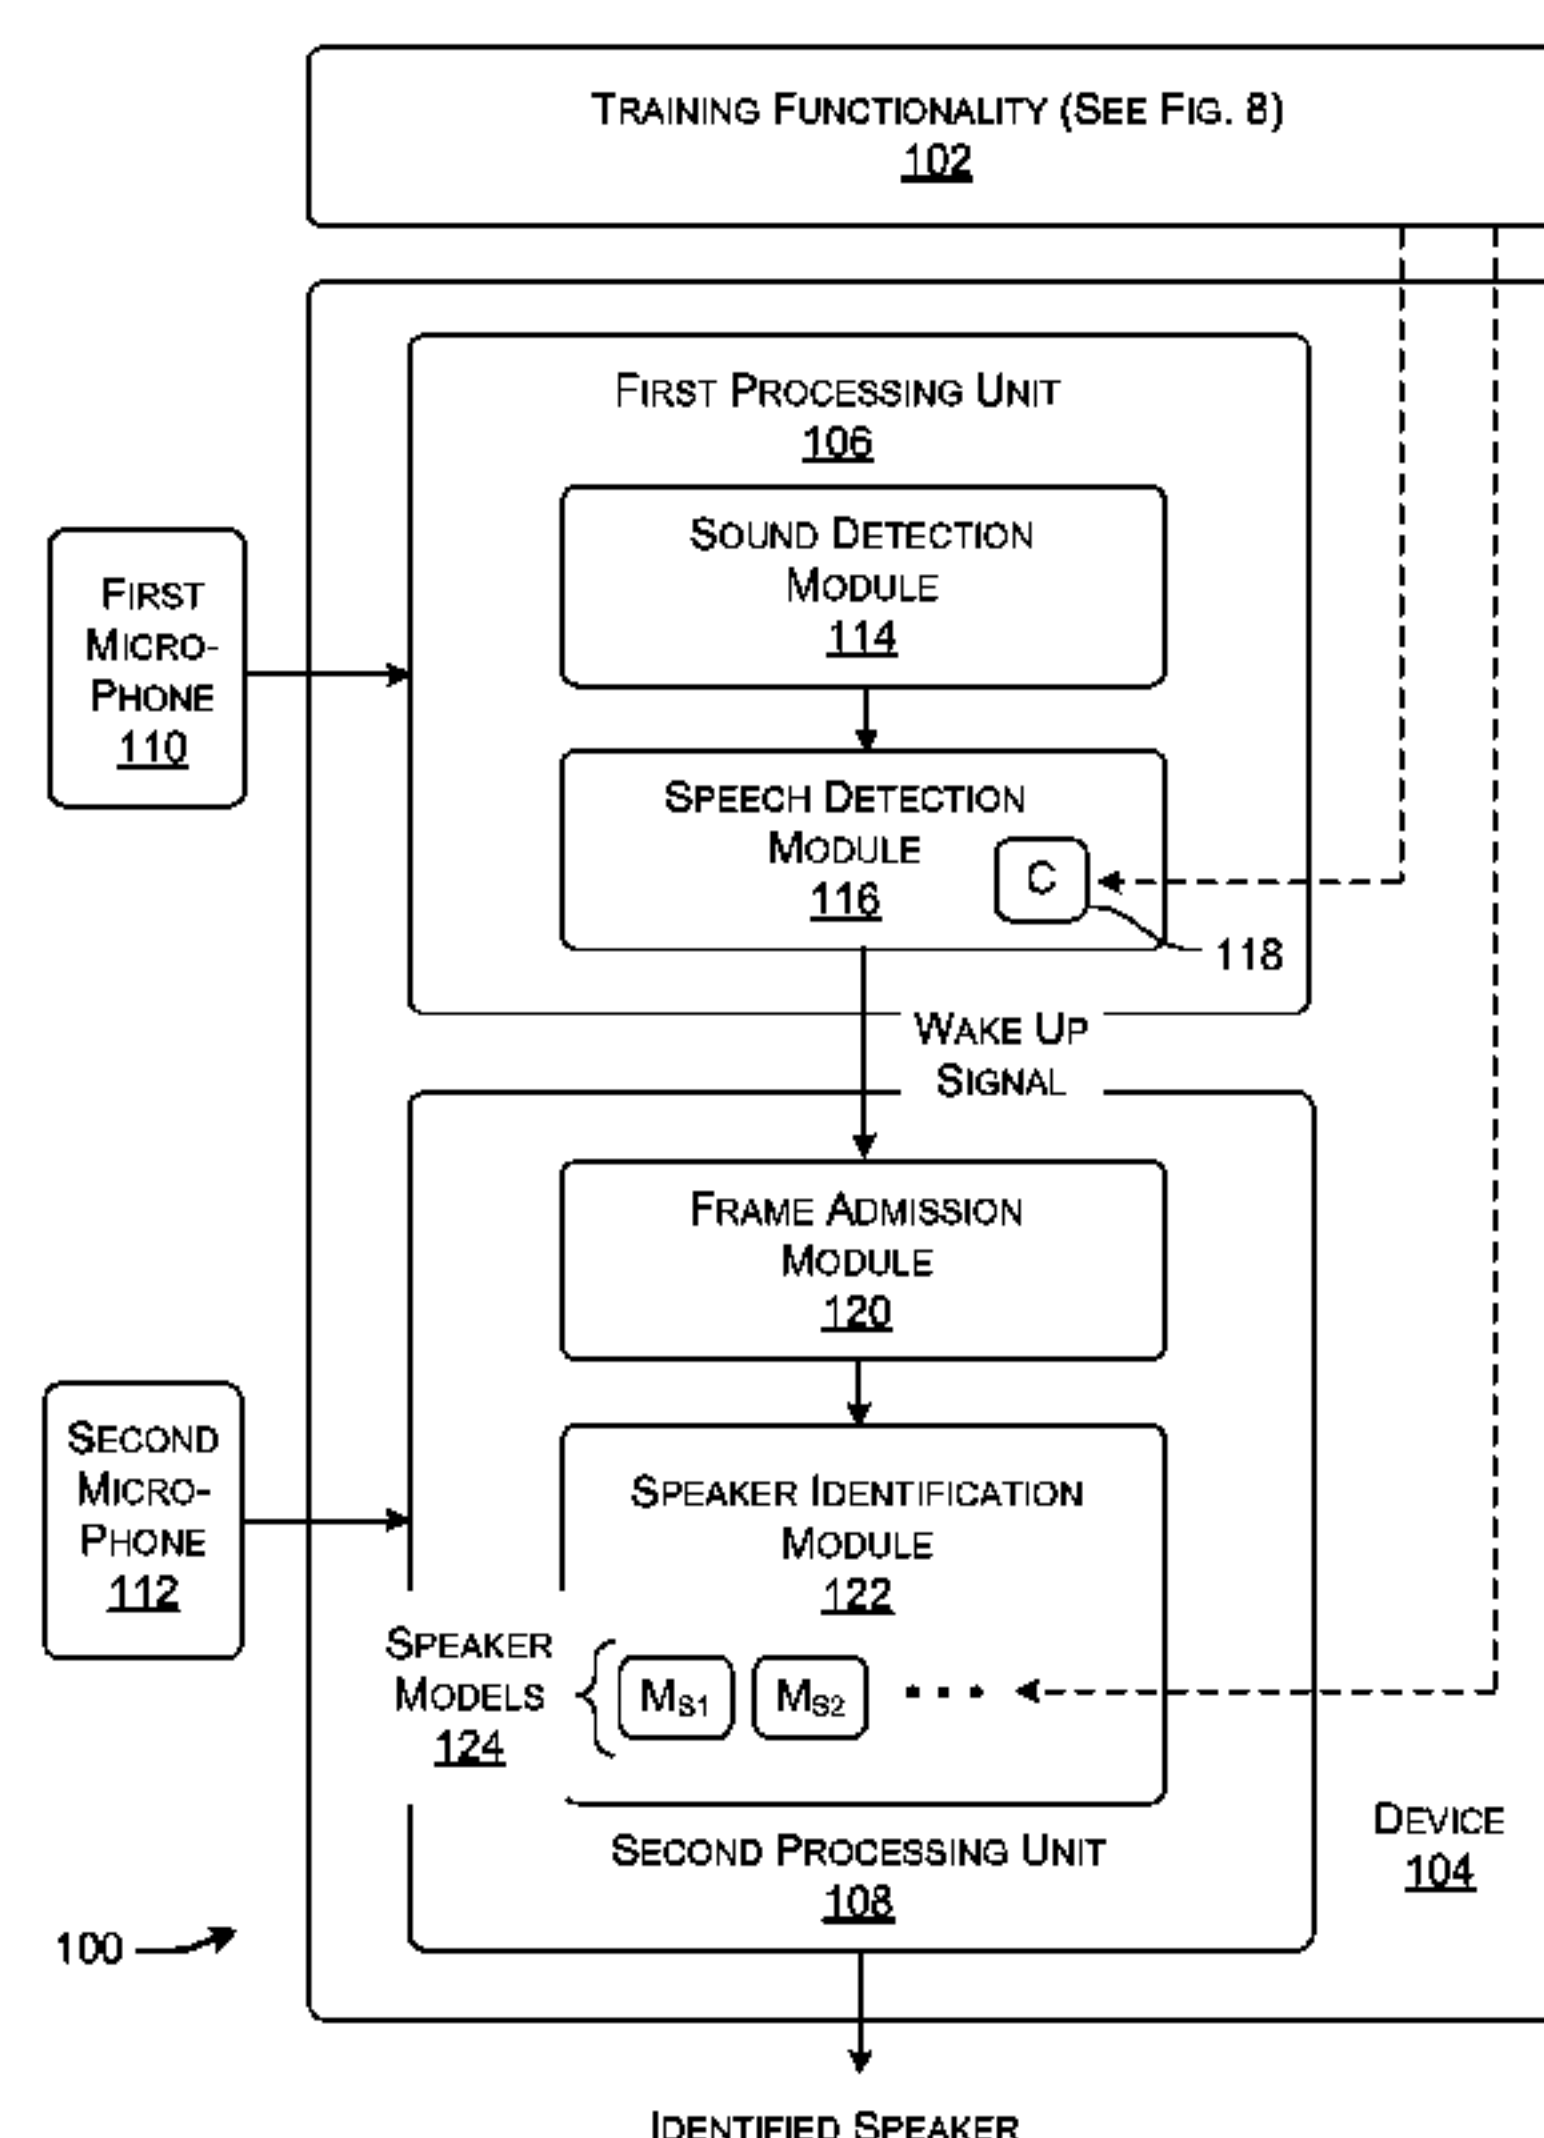 TRAINING FUNCTIONALITY (SEE FIG. 8)
102
FIRST PROCESSING UNIT
106
SOUND DETECTION
MODULE
114
FIRST
MICRO-
PHONE
110
SPEECH DETECTION
MODULE
116
C
118
WAKE UP
SIGNAL
FRAME ADMISSION
MODULE
120
SECOND
MICRO-
PHONE
112
SPEAKER IDENTIFICATION
MODULE
122
SPEAKER
MODELS
124
MS1
MS2
• • •
SECOND PROCESSING UNIT
108
DEVICE
104
100
IDENTIFIED SPEAKER